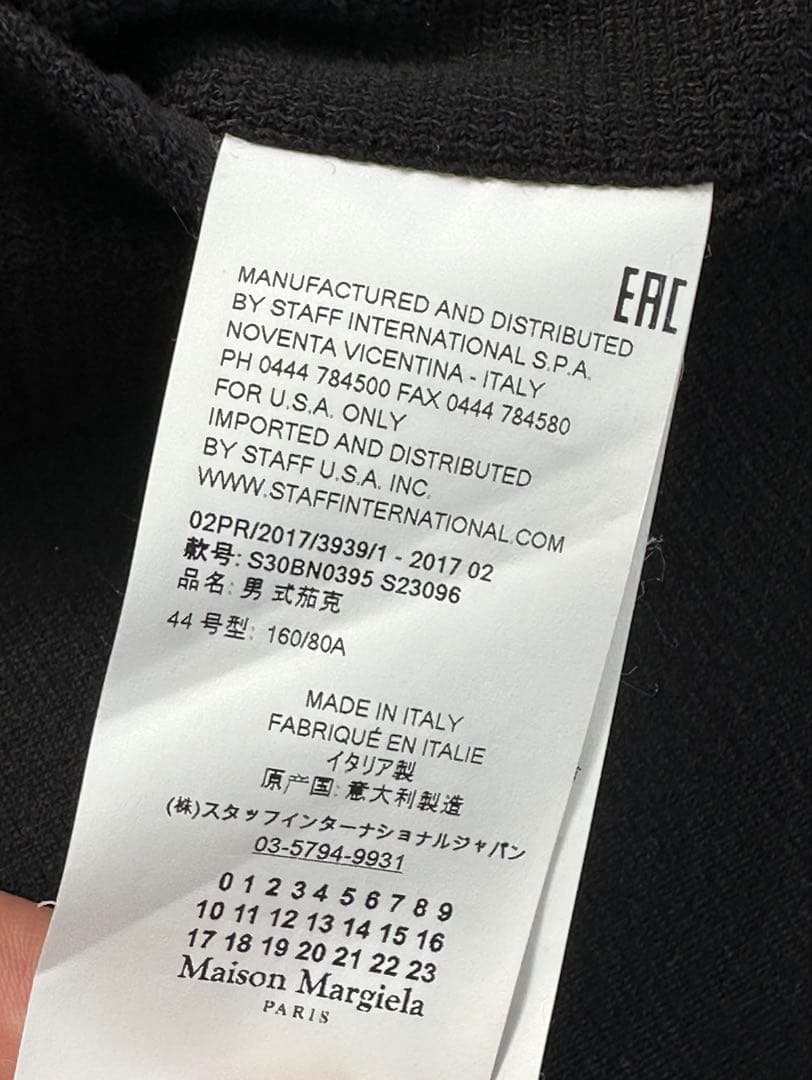 EAC
MANUFACTURED AND DISTRIBUTED
BY STAFF INTERNATIONAL S.P.A.
NOVENTA VICENTINA - ITALY
PH 0444 784500 FAX 0444 784580
FOR U.S.A. ONLY
IMPORTED AND DISTRIBUTED
BY STAFF U.S.A. INC.
WWW.STAFFINTERNATIONAL.COM
02PR/2017/3939/1 - 2017 02
款号: S30BN0395 S23096
品名: 男 式茄克
44 号型: 160/80A
MADE IN ITALY
FABRIQUÉ EN ITALIE
イタリア製
原产国: 意大利製造
(株)スタッフインターナショナルジャパン
03-5794-9931
0 1 2 3 4 5 6 7 8 9
10 11 12 13 14 15 16
17 18 19 20 21 22 23
Maison Margiela
PARIS